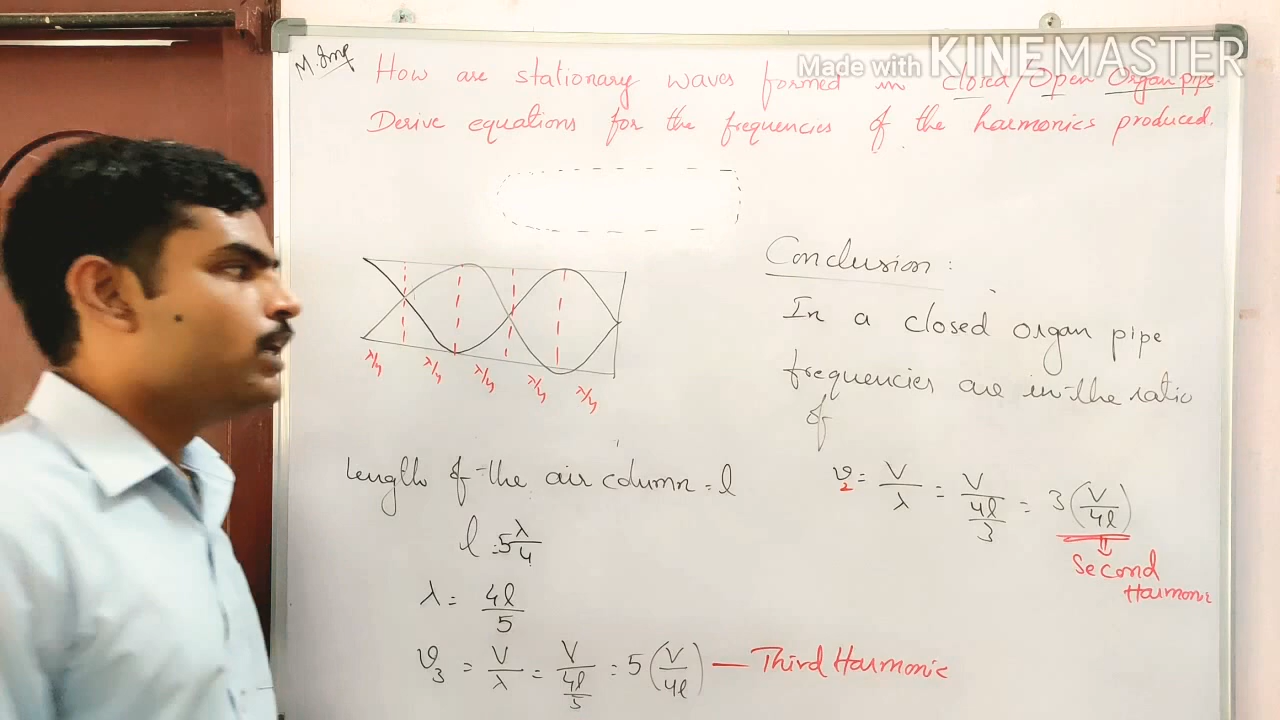 Made with KINEMASTER
M. Imp
How are stationary waves formed in closed/Open Organ pipe.
Derive equations for the frequencies of the harmonics produced.
λ/4 λ/4 λ/4 λ/4 λ/4
Conclusion:
In a closed organ pipe
frequencies are in the ratio
of
Length of the air column = l
l = 5λ/4
λ = 4l/5
υ3 = V/λ = V/(4l/5) = 5(V/4l) — Third Harmonic
υ2 = V/λ = V/(4l/3) = 3(V/4l)
Second
Harmonic